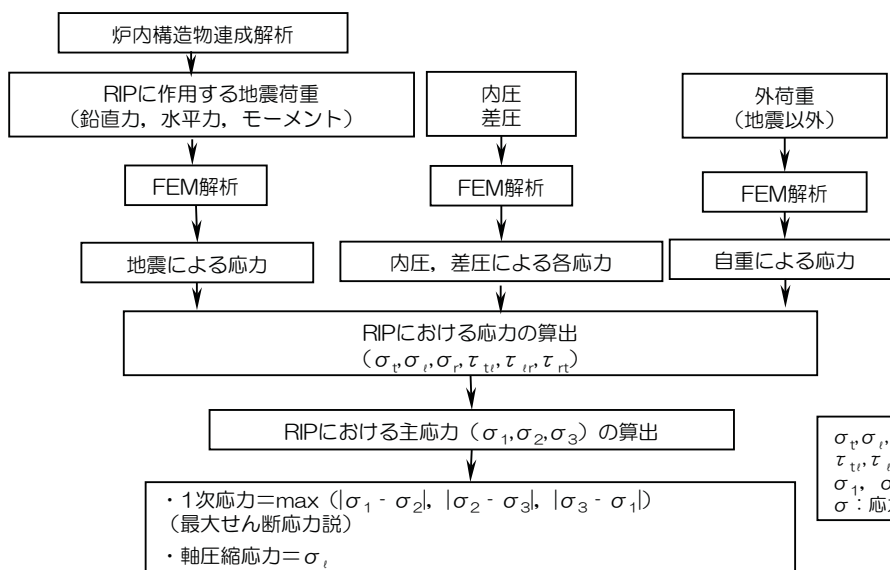 炉内構造物連成解析
RIPに作用する地震荷重
（鉛直力，水平力，モーメント）
内圧
差圧
外荷重
（地震以外）
FEM解析
FEM解析
FEM解析
地震による応力
内圧，差圧による各応力
自重による応力
RIPにおける応力の算出
（σt,σℓ,σr,τtℓ,τℓr,τrt）
RIPにおける主応力（σ1,σ2,σ3）の算出
σt,σℓ,
τtℓ,τℓ
σ1，σ
σ：応
・1次応力＝max（|σ1 - σ2|，|σ2 - σ3|，|σ3 - σ1|）
（最大せん断応力説）
・軸圧縮応力＝σℓ